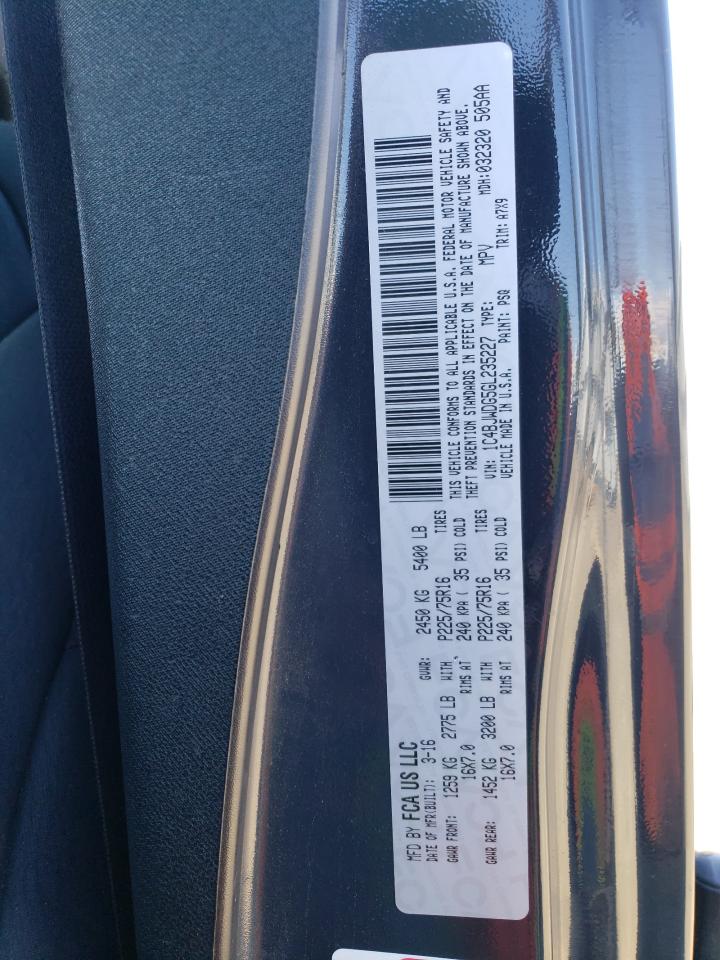 MFD BY FCA US LLC
DATE OF MFR(BUILT): 3-16 GVWR: 2450 KG 5400 LB
GAWR FRONT: 1259 KG 2775 LB WITH, P225/75R16 TIRES
16X7.0 RIMS AT 240 KPA ( 35 PSI) COLD
GAWR REAR: 1452 KG 3200 LB WITH P225/75R16 TIRES
16X7.0 RIMS AT 240 KPA ( 35 PSI) COLD
THIS VEHICLE CONFORMS TO ALL APPLICABLE U.S.A. FEDERAL MOTOR VEHICLE SAFETY AND
THEFT PREVENTION STANDARDS IN EFFECT ON THE DATE OF MANUFACTURE SHOWN ABOVE.
VIN: 1C4BJWDG5GL235227 TYPE: MPV MDH:032320 505AA
VEHICLE MADE IN U.S.A. PAINT: PSQ TRIM: A7X9